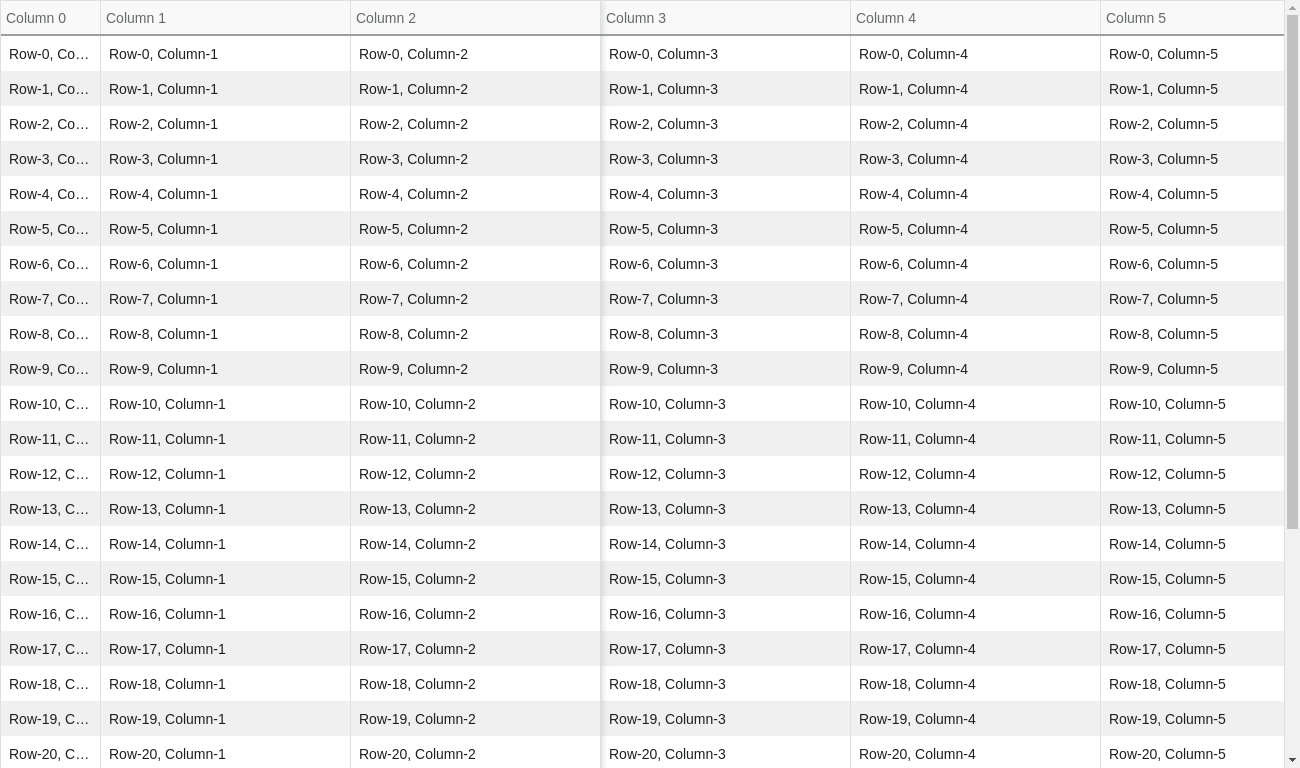 Column 0 Column 1 Column 2 Column 3 Column 4 Column 5
Row-0, Co… Row-0, Column-1 Row-0, Column-2 Row-0, Column-3 Row-0, Column-4 Row-0, Column-5
Row-1, Co… Row-1, Column-1 Row-1, Column-2 Row-1, Column-3 Row-1, Column-4 Row-1, Column-5
Row-2, Co… Row-2, Column-1 Row-2, Column-2 Row-2, Column-3 Row-2, Column-4 Row-2, Column-5
Row-3, Co… Row-3, Column-1 Row-3, Column-2 Row-3, Column-3 Row-3, Column-4 Row-3, Column-5
Row-4, Co… Row-4, Column-1 Row-4, Column-2 Row-4, Column-3 Row-4, Column-4 Row-4, Column-5
Row-5, Co… Row-5, Column-1 Row-5, Column-2 Row-5, Column-3 Row-5, Column-4 Row-5, Column-5
Row-6, Co… Row-6, Column-1 Row-6, Column-2 Row-6, Column-3 Row-6, Column-4 Row-6, Column-5
Row-7, Co… Row-7, Column-1 Row-7, Column-2 Row-7, Column-3 Row-7, Column-4 Row-7, Column-5
Row-8, Co… Row-8, Column-1 Row-8, Column-2 Row-8, Column-3 Row-8, Column-4 Row-8, Column-5
Row-9, Co… Row-9, Column-1 Row-9, Column-2 Row-9, Column-3 Row-9, Column-4 Row-9, Column-5
Row-10, C… Row-10, Column-1 Row-10, Column-2 Row-10, Column-3 Row-10, Column-4 Row-10, Column-5
Row-11, C… Row-11, Column-1 Row-11, Column-2 Row-11, Column-3 Row-11, Column-4 Row-11, Column-5
Row-12, C… Row-12, Column-1 Row-12, Column-2 Row-12, Column-3 Row-12, Column-4 Row-12, Column-5
Row-13, C… Row-13, Column-1 Row-13, Column-2 Row-13, Column-3 Row-13, Column-4 Row-13, Column-5
Row-14, C… Row-14, Column-1 Row-14, Column-2 Row-14, Column-3 Row-14, Column-4 Row-14, Column-5
Row-15, C… Row-15, Column-1 Row-15, Column-2 Row-15, Column-3 Row-15, Column-4 Row-15, Column-5
Row-16, C… Row-16, Column-1 Row-16, Column-2 Row-16, Column-3 Row-16, Column-4 Row-16, Column-5
Row-17, C… Row-17, Column-1 Row-17, Column-2 Row-17, Column-3 Row-17, Column-4 Row-17, Column-5
Row-18, C… Row-18, Column-1 Row-18, Column-2 Row-18, Column-3 Row-18, Column-4 Row-18, Column-5
Row-19, C… Row-19, Column-1 Row-19, Column-2 Row-19, Column-3 Row-19, Column-4 Row-19, Column-5
Row-20, C… Row-20, Column-1 Row-20, Column-2 Row-20, Column-3 Row-20, Column-4 Row-20, Column-5